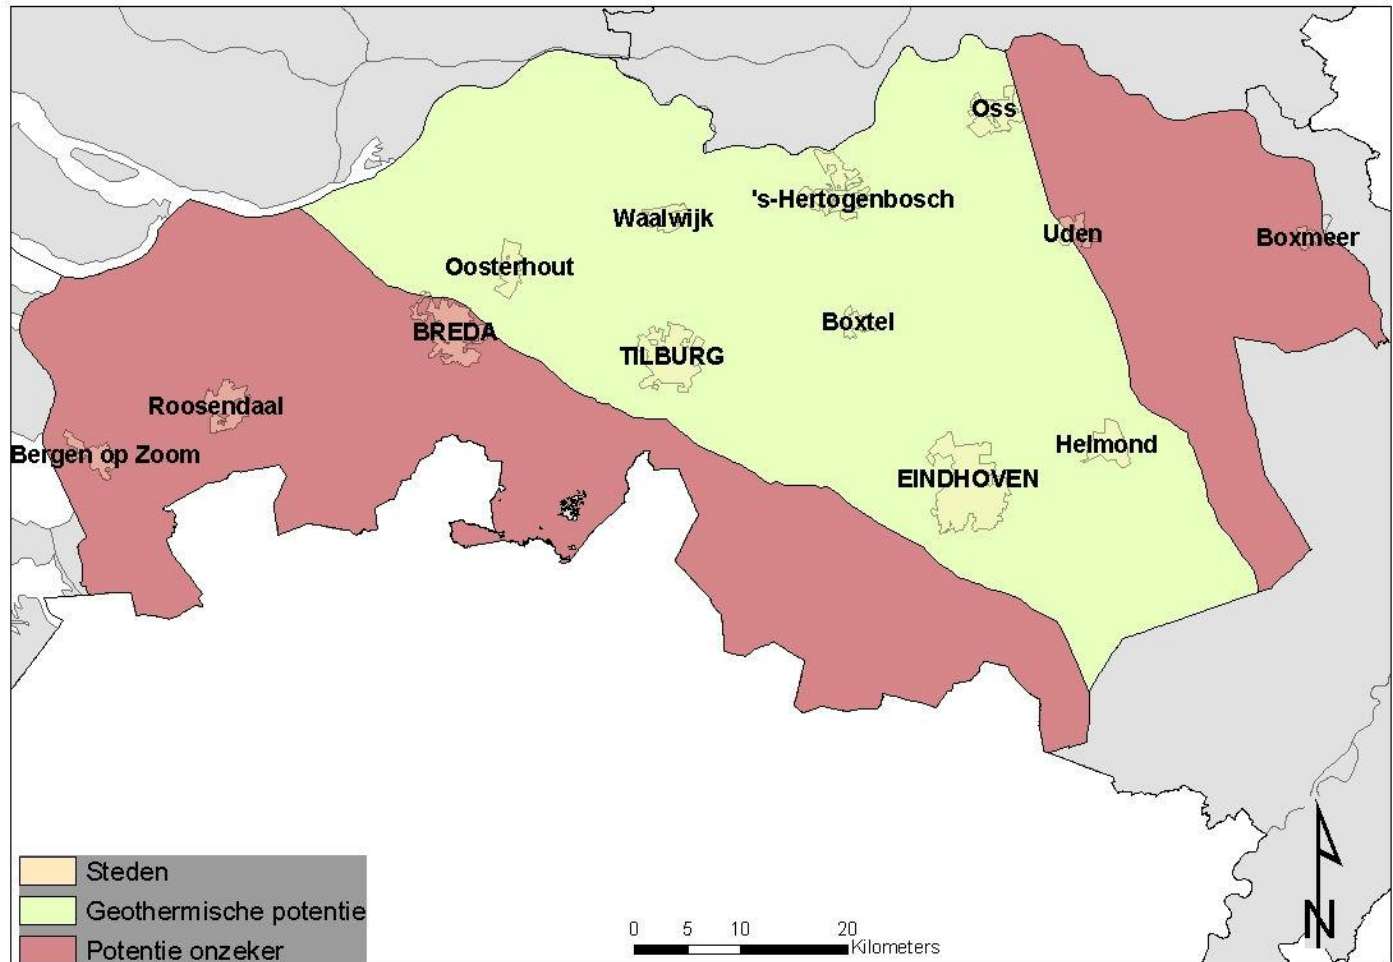 Oss
's-Hertogenbosch
Waalwijk
Uden
Boxmeer
Oosterhout
BREDA
Boxtel
TILBURG
Roosendaal
Helmond
Bergen op Zoom
EINDHOVEN
Steden
Geothermische potentie
Potentie onzeker
0 5 10 20
Kilometers
N